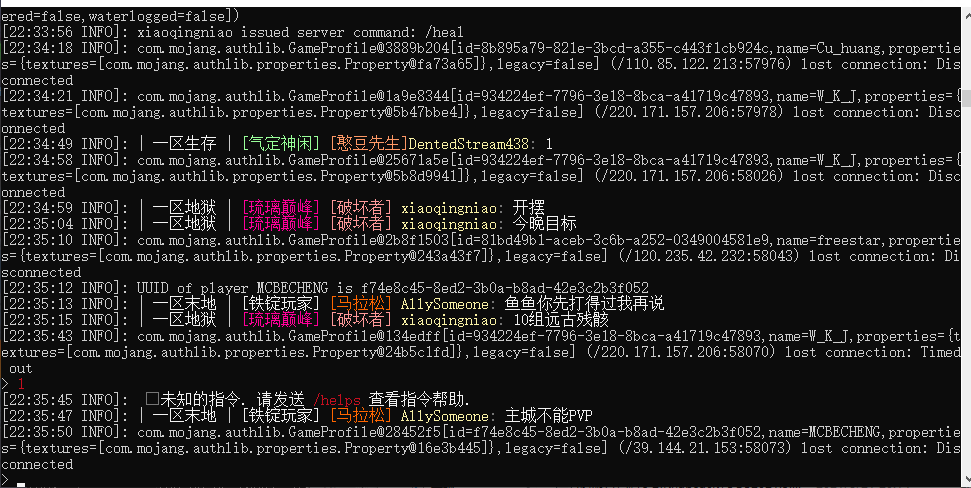 ered=false,waterlogged=false])
[22:33:56 INFO]: xiaoqingniao issued server command: /heal
[22:34:18 INFO]: com.mojang.authlib.GameProfile@3889b204[id=8b895a79-821e-3bcd-a355-c443f1cb924c,name=Cu_huang,propertie
s={textures=[com.mojang.authlib.properties.Property@fa73a65]},legacy=false] (/110.85.122.213:57976) lost connection: Dis
connected
[22:34:21 INFO]: com.mojang.authlib.GameProfile@1a9e8344[id=934224ef-7796-3e18-8bca-a41719c47893,name=W_K_J,properties={
textures=[com.mojang.authlib.properties.Property@5b47bbe4]},legacy=false] (/220.171.157.206:57978) lost connection: Disc
onnected
[22:34:49 INFO]: | 一区生存 | [气定神闲] [憨豆先生]DentedStream438: 1
[22:34:58 INFO]: com.mojang.authlib.GameProfile@25671a5e[id=934224ef-7796-3e18-8bca-a41719c47893,name=W_K_J,properties={
textures=[com.mojang.authlib.properties.Property@5b8d9941]},legacy=false] (/220.171.157.206:58026) lost connection: Disc
onnected
[22:34:59 INFO]: | 一区地狱 | [琉璃巅峰] [破坏者] xiaoqingniao: 开摆
[22:35:04 INFO]: | 一区地狱 | [琉璃巅峰] [破坏者] xiaoqingniao: 今晚目标
[22:35:10 INFO]: com.mojang.authlib.GameProfile@2b8f1503[id=81bd49b1-aceb-3c6b-a252-0349004581e9,name=freestar,propertie
s={textures=[com.mojang.authlib.properties.Property@243a43f7]},legacy=false] (/120.235.42.232:58043) lost connection: Di
sconnected
[22:35:12 INFO]: UUID of player MCBECHENG is f74e8c45-8ed2-3b0a-b8ad-42e3c2b3f052
[22:35:13 INFO]: | 一区末地 | [铁锭玩家] [马拉松] AllySomeone: 鱼鱼你先打得过我再说
[22:35:15 INFO]: | 一区地狱 | [琉璃巅峰] [破坏者] xiaoqingniao: 10组远古残骸
[22:35:43 INFO]: com.mojang.authlib.GameProfile@134edff[id=934224ef-7796-3e18-8bca-a41719c47893,name=W_K_J,properties={t
extures=[com.mojang.authlib.properties.Property@24b5c1fd]},legacy=false] (/220.171.157.206:58070) lost connection: Timed
out
> 1
[22:35:45 INFO]: □未知的指令. 请发送 /helps 查看指令帮助.
[22:35:47 INFO]: | 一区末地 | [铁锭玩家] [马拉松] AllySomeone: 主城不能PVP
[22:35:50 INFO]: com.mojang.authlib.GameProfile@28452f5[id=f74e8c45-8ed2-3b0a-b8ad-42e3c2b3f052,name=MCBECHENG,propertie
s={textures=[com.mojang.authlib.properties.Property@16e3b445]},legacy=false] (/39.144.21.153:58073) lost connection: Dis
connected
>